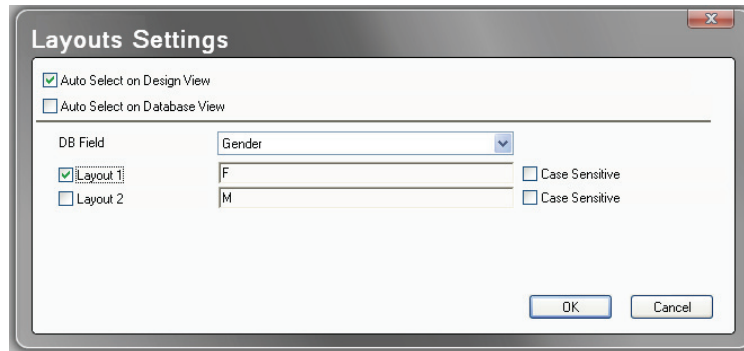 Layouts Settings
Auto Select on Design View
Auto Select on Database View
DB Field Gender
Layout 1 F Case Sensitive
Layout 2 M Case Sensitive
OK Cancel